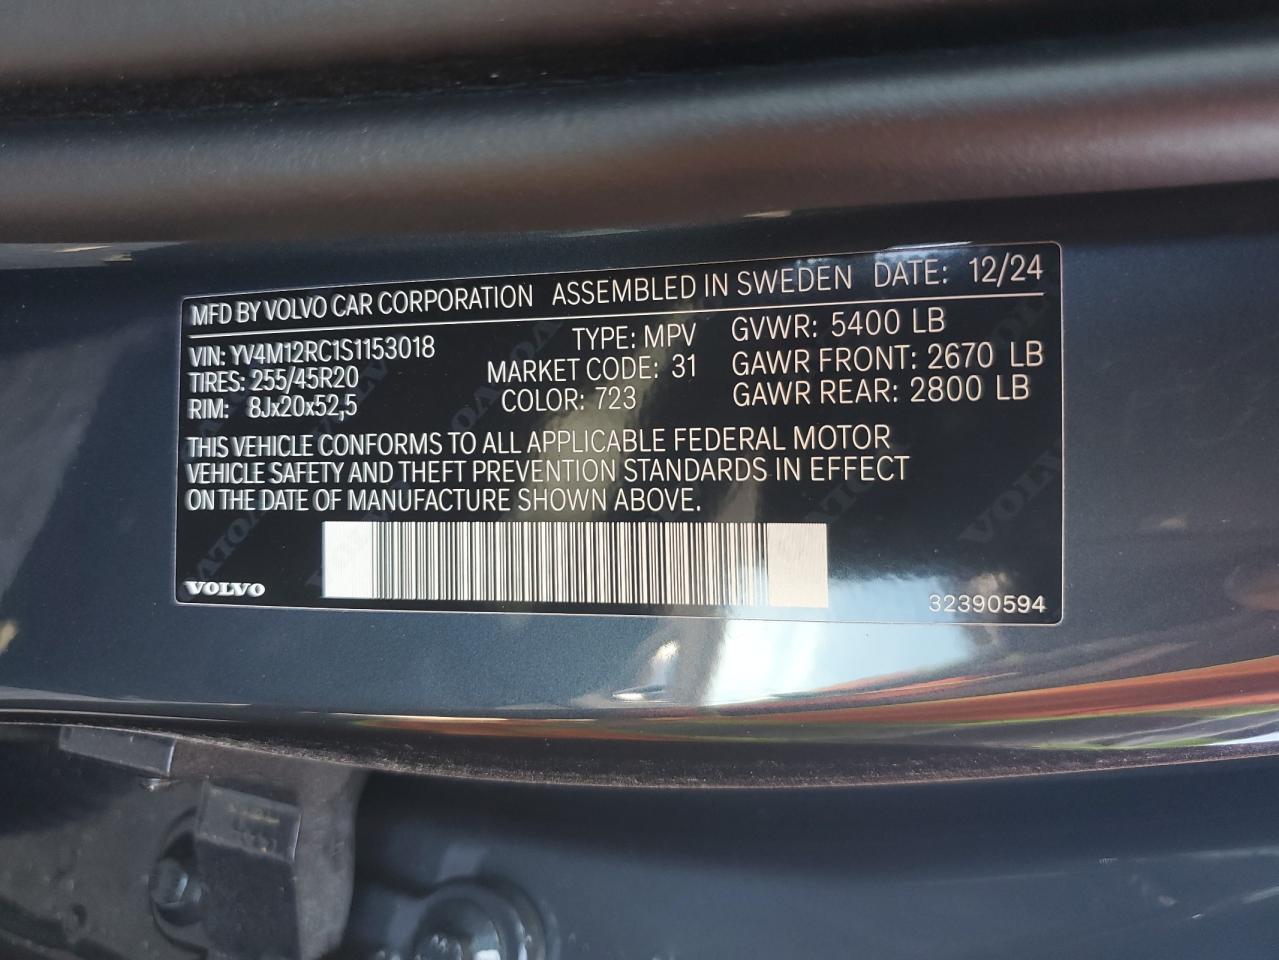 MFD BY VOLVO CAR CORPORATION ASSEMBLED IN SWEDEN DATE: 12/24
VIN: YV4M12RC1S1153018 TYPE: MPV GVWR: 5400 LB
TIRES: 255/45R20 MARKET CODE: 31 GAWR FRONT: 2670 LB
RIM: 8Jx20x52,5 COLOR: 723 GAWR REAR: 2800 LB
THIS VEHICLE CONFORMS TO ALL APPLICABLE FEDERAL MOTOR
VEHICLE SAFETY AND THEFT PREVENTION STANDARDS IN EFFECT
ON THE DATE OF MANUFACTURE SHOWN ABOVE.
VOLVO 32390594